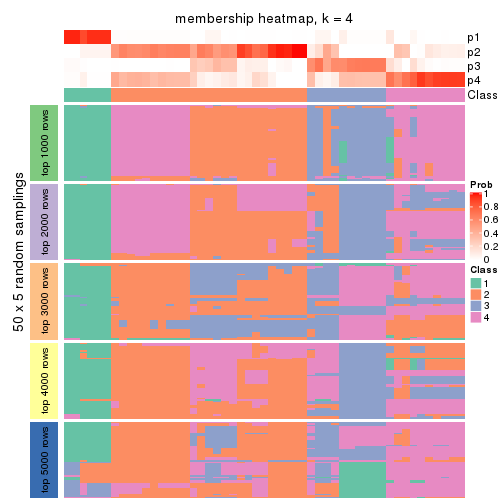 membership heatmap, k = 4
p1
p2
p3
p4
Class
50 x 5 random samplings
top 1000 rows
top 2000 rows
top 3000 rows
top 4000 rows
top 5000 rows
Prob
1
0.8
0.6
0.4
0.2
0
Class
1
2
3
4